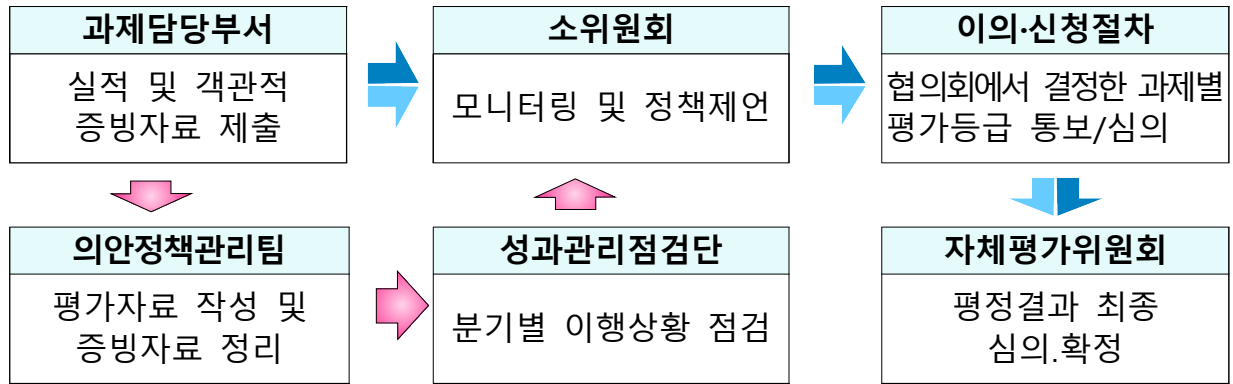 과제담당부서
실적 및 객관적
증빙자료 제출
소위원회
모니터링 및 정책제언
이의·신청절차
협의회에서 결정한 과제별
평가등급 통보/심의
의안정책관리팀
평가자료 작성 및
증빙자료 정리
성과관리점검단
분기별 이행상황 점검
자체평가위원회
평정결과 최종
심의.확정